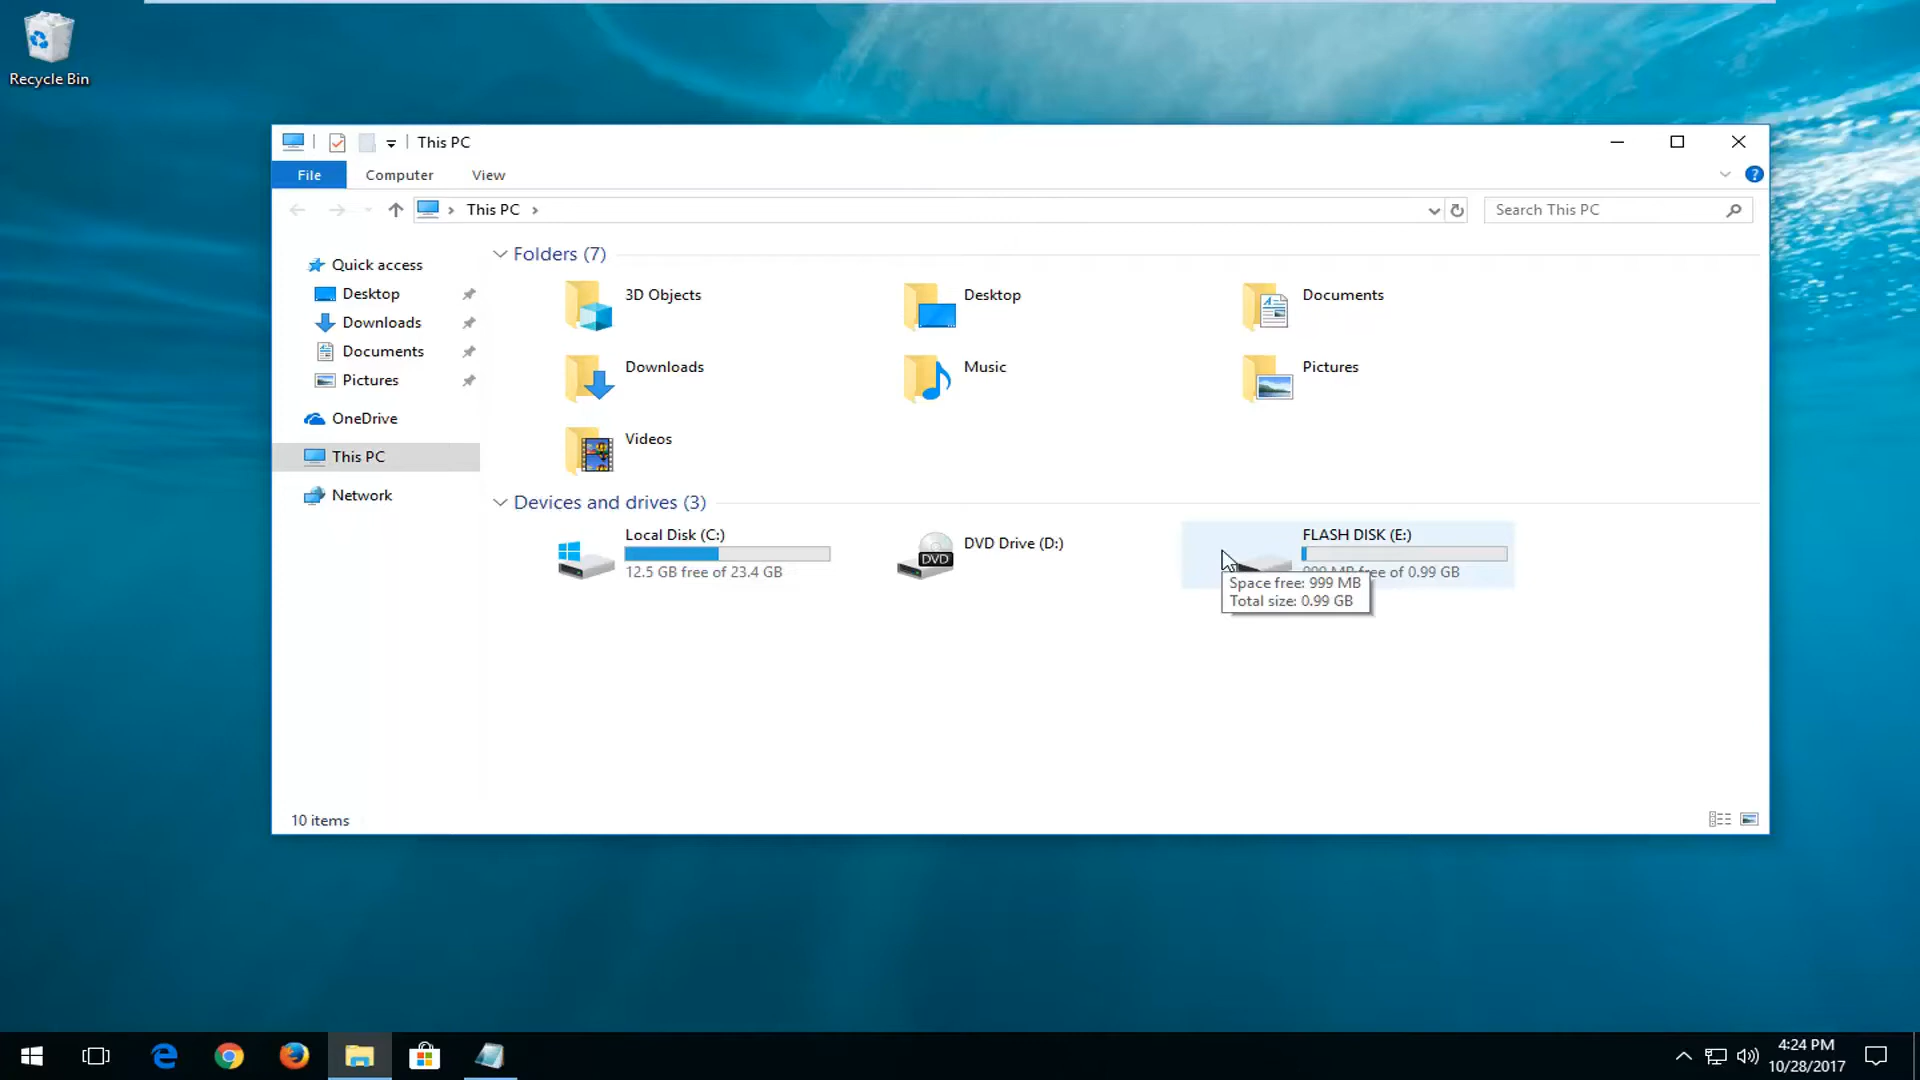 Recycle Bin
This PC
File Computer View
This PC
Search This PC
Quick access
Desktop
Downloads
Documents
Pictures
OneDrive
This PC
Network
Folders (7)
3D Objects
Desktop
Documents
Downloads
Music
Pictures
Videos
Devices and drives (3)
Local Disk (C:)
12.5 GB free of 23.4 GB
DVD
DVD Drive (D:)
FLASH DISK (E:)
999 MB free of 0.99 GB
Space free: 999 MB
Total size: 0.99 GB
10 items
4:24 PM
10/28/2017